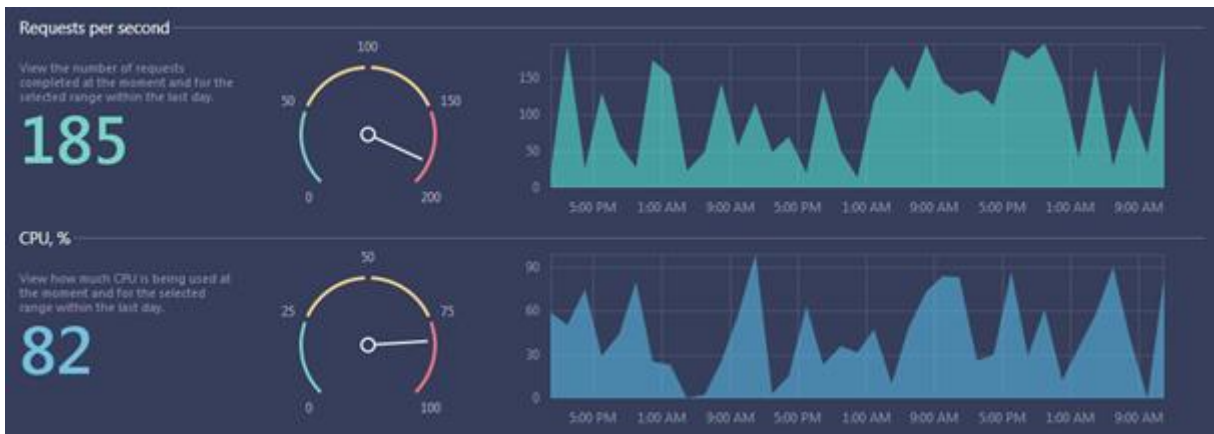 Requests per second
View the number of requests
completed at the moment and for the
selected range within the last day.
185
100
50
150
0
200
150
100
50
0
5:00 PM 1:00 AM 9:00 AM 5:00 PM 1:00 AM 9:00 AM 5:00 PM 1:00 AM 9:00 AM
CPU, %
View how much CPU is being used at
the moment and for the selected
range within the last day.
82
50
25
75
0
100
90
60
30
0
5:00 PM 1:00 AM 9:00 AM 5:00 PM 1:00 AM 9:00 AM 5:00 PM 1:00 AM 9:00 AM